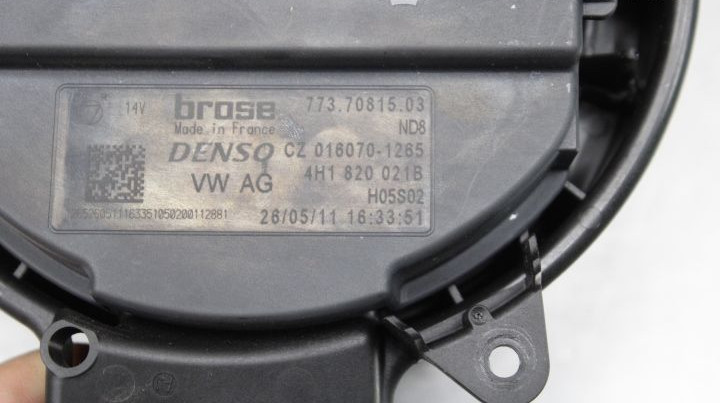 14V brose 773.70815.03
Made in France ND8
DENSO CZ 016070-1265
VW AG 4H1 820 021B
H05S02
26/05/11 16:33:51